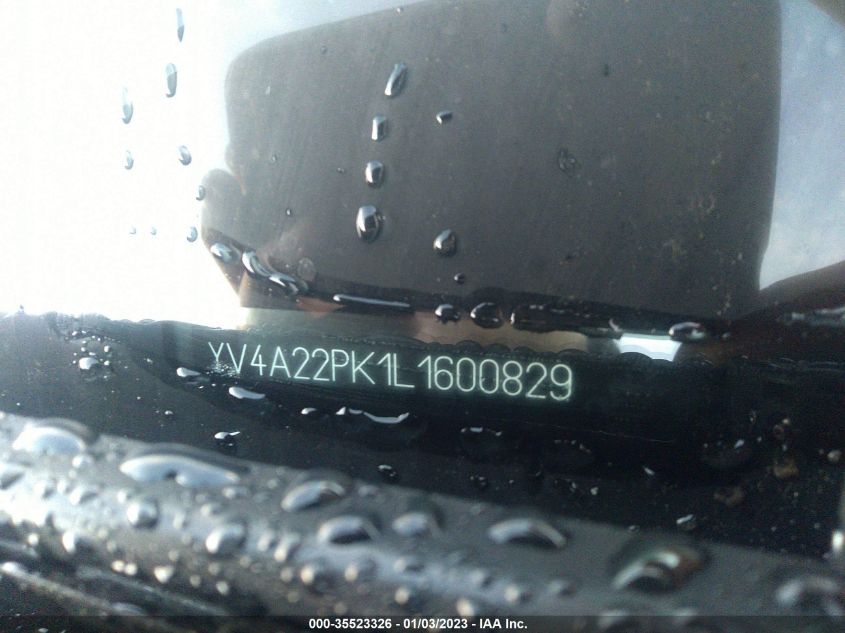 YV4A22PK1L1600829
000-35523326 - 01/03/2023 - IAA Inc.